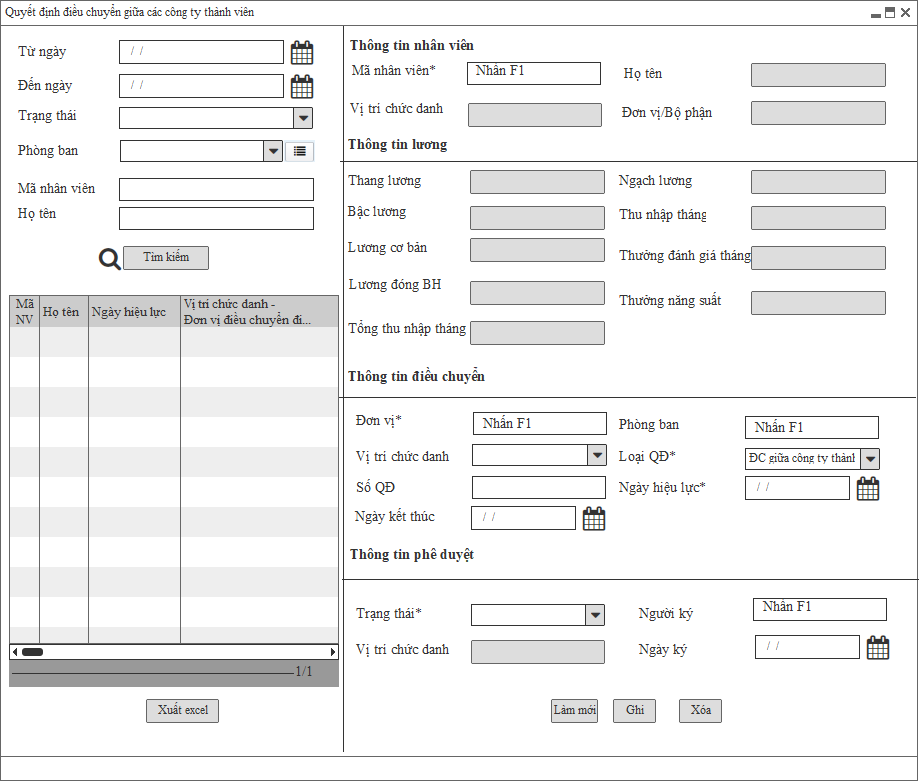 Quyết định điều chuyển giữa các công ty thành viên
Từ ngày
/ /
Đến ngày
/ /
Trạng thái
Phòng ban
Mã nhân viên
Họ tên
Tìm kiếm
Mã NV
Họ tên
Ngày hiệu lực
Vị trí chức danh -
Đơn vị điều chuyển đi...
1/1
Xuất excel
Thông tin nhân viên
Mã nhân viên*
Nhấn F1
Họ tên
Vị trí chức danh
Đơn vị/Bộ phận
Thông tin lương
Thang lương
Ngạch lương
Bậc lương
Thu nhập tháng
Lương cơ bản
Thưởng đánh giá tháng
Lương đóng BH
Thưởng năng suất
Tổng thu nhập tháng
Thông tin điều chuyển
Đơn vị*
Nhấn F1
Phòng ban
Nhấn F1
Vị trí chức danh
Loại QĐ*
ĐC giữa công ty thành
Số QĐ
Ngày hiệu lực*
/ /
Ngày kết thúc
/ /
Thông tin phê duyệt
Trạng thái*
Người ký
Nhấn F1
Vị trí chức danh
Ngày ký
/ /
Làm mới
Ghi
Xóa